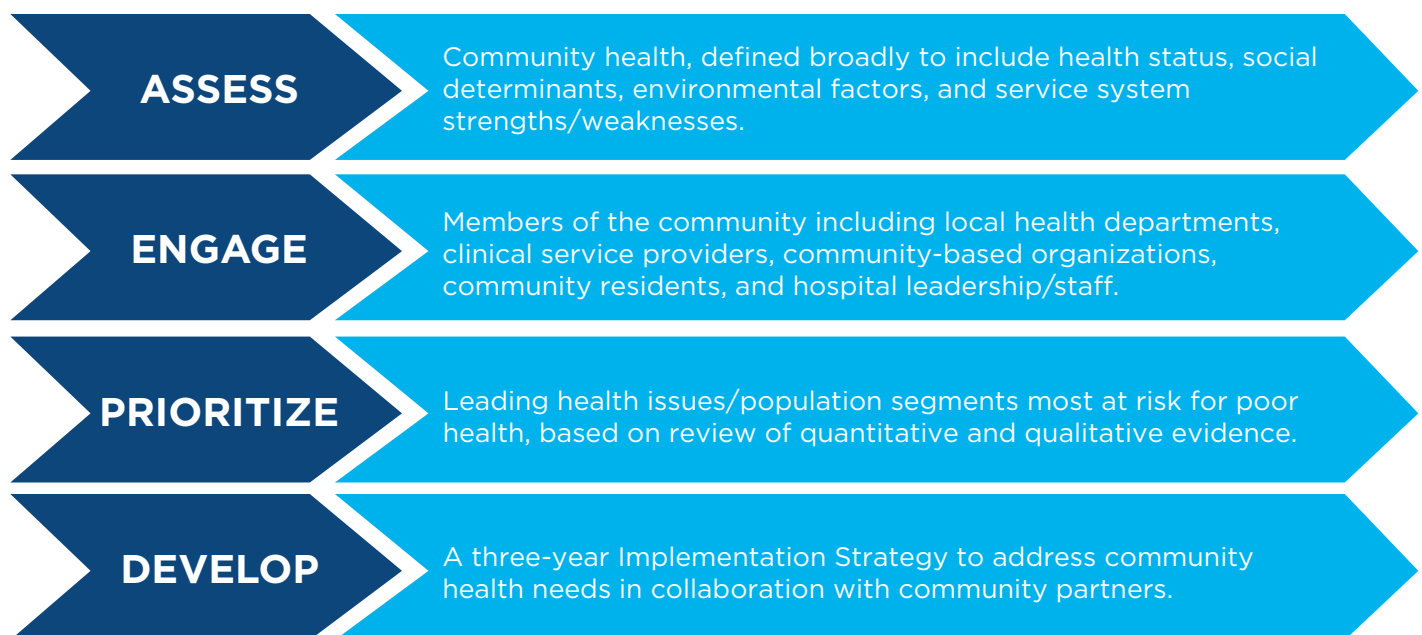 ASSESS
Community health, defined broadly to include health status, social
determinants, environmental factors, and service system
strengths/weaknesses.
ENGAGE
Members of the community including local health departments,
clinical service providers, community-based organizations,
community residents, and hospital leadership/staff.
PRIORITIZE
Leading health issues/population segments most at risk for poor
health, based on review of quantitative and qualitative evidence.
DEVELOP
A three-year Implementation Strategy to address community
health needs in collaboration with community partners.